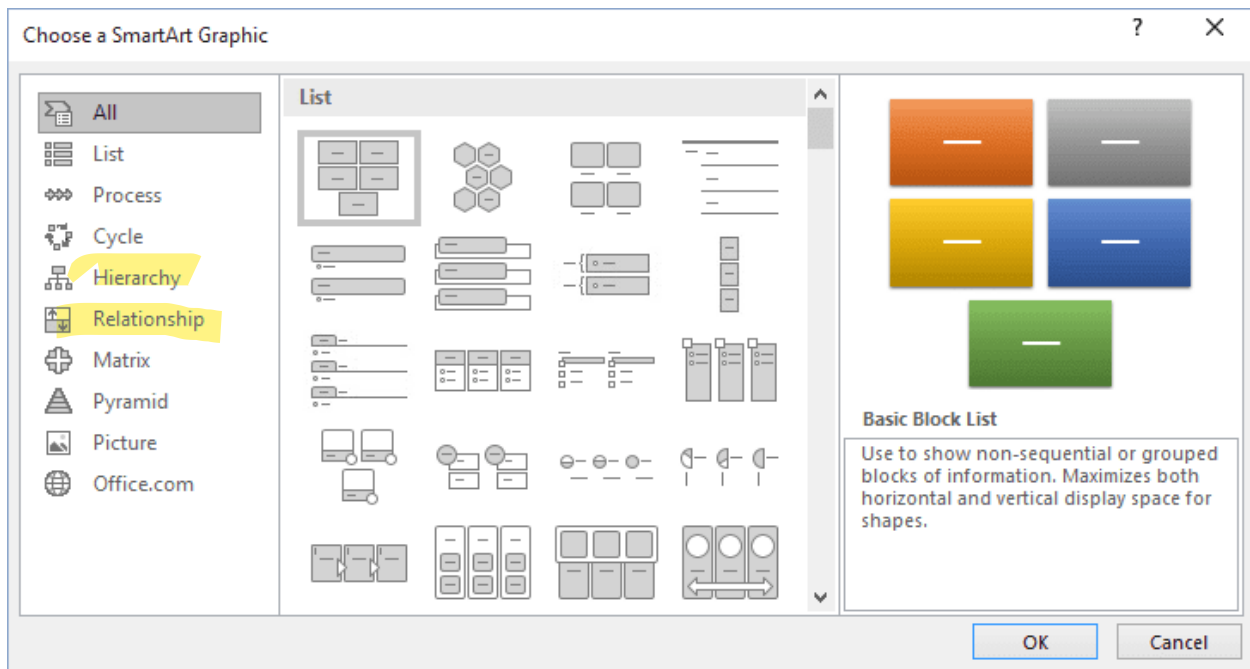 Choose a SmartArt Graphic
?
All
List
Process
Cycle
Hierarchy
Relationship
Matrix
Pyramid
Picture
Office.com
List
Basic Block List
Use to show non-sequential or grouped
blocks of information. Maximizes both
horizontal and vertical display space for
shapes.
OK
Cancel